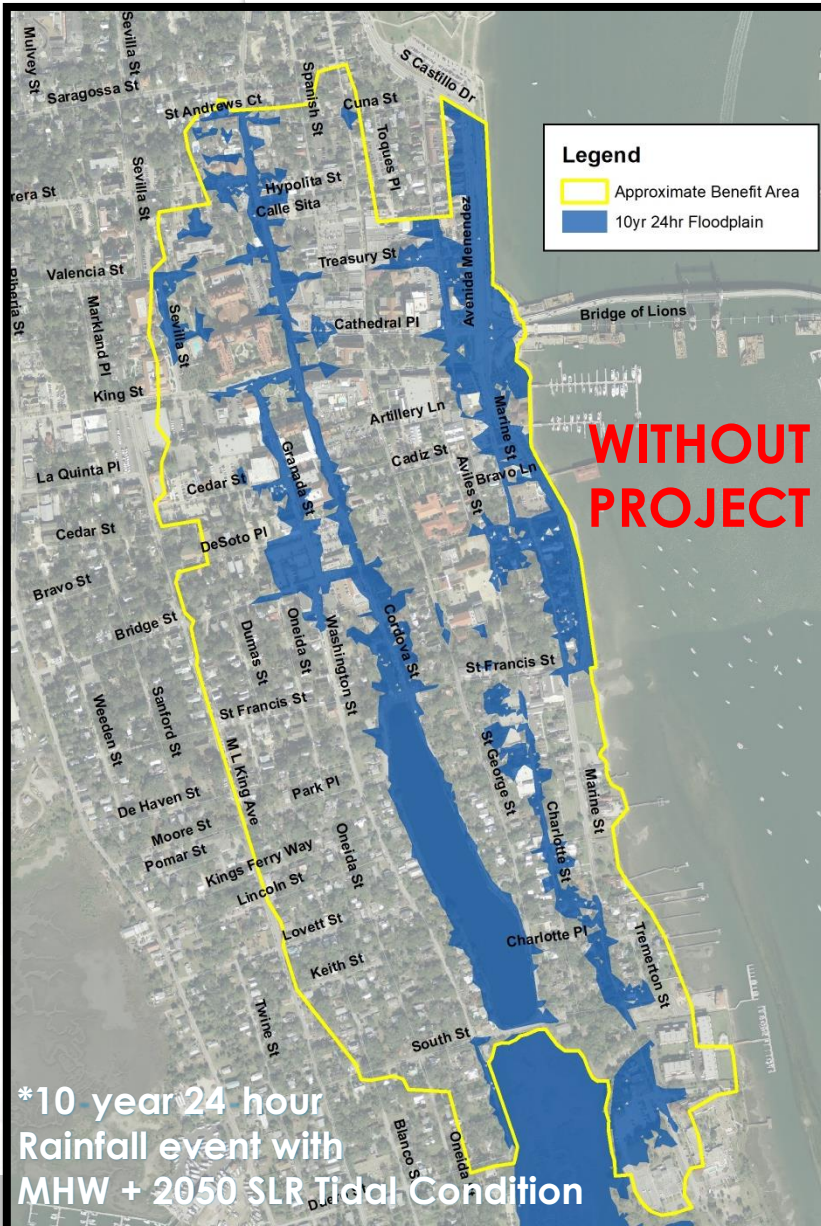 Mulvey St
Sevilla St
Saragossa St
St Andrews Ct
Spanish St
Cuna St
S Castillo Dr
Toques Pl
Legend
Approximate Benefit Area
10yr 24hr Floodplain
rera St
Sevilla St
Hypolita St
Calle Sita
Avenida Menendez
Valencia St
Treasury St
Riberia St
Markland Pl
Sevilla St
Cathedral Pl
Bridge of Lions
King St
Artillery Ln
Marine St
WITHOUT
PROJECT
La Quinta Pl
Granada St
Cadiz St
Aviles St
Bravo Ln
Cedar St
Cedar St
DeSoto Pl
Bravo St
Bridge St
Dumas St
Oneida St
Washington St
Cordova St
St Francis St
Weeden St
Sanford St
St Francis St
M L King Ave
St George St
Marine St
De Haven St
Park Pl
Moore St
Pomar St
Kings Ferry Way
Oneida St
Charlotte St
Lincoln St
Lovett St
Charlotte Pl
Tremerton St
Keith St
Twine St
South St
*10-year 24-hour
Rainfall event with
MHW + 2050 SLR Tidal Condition
Blanco S
Oneida